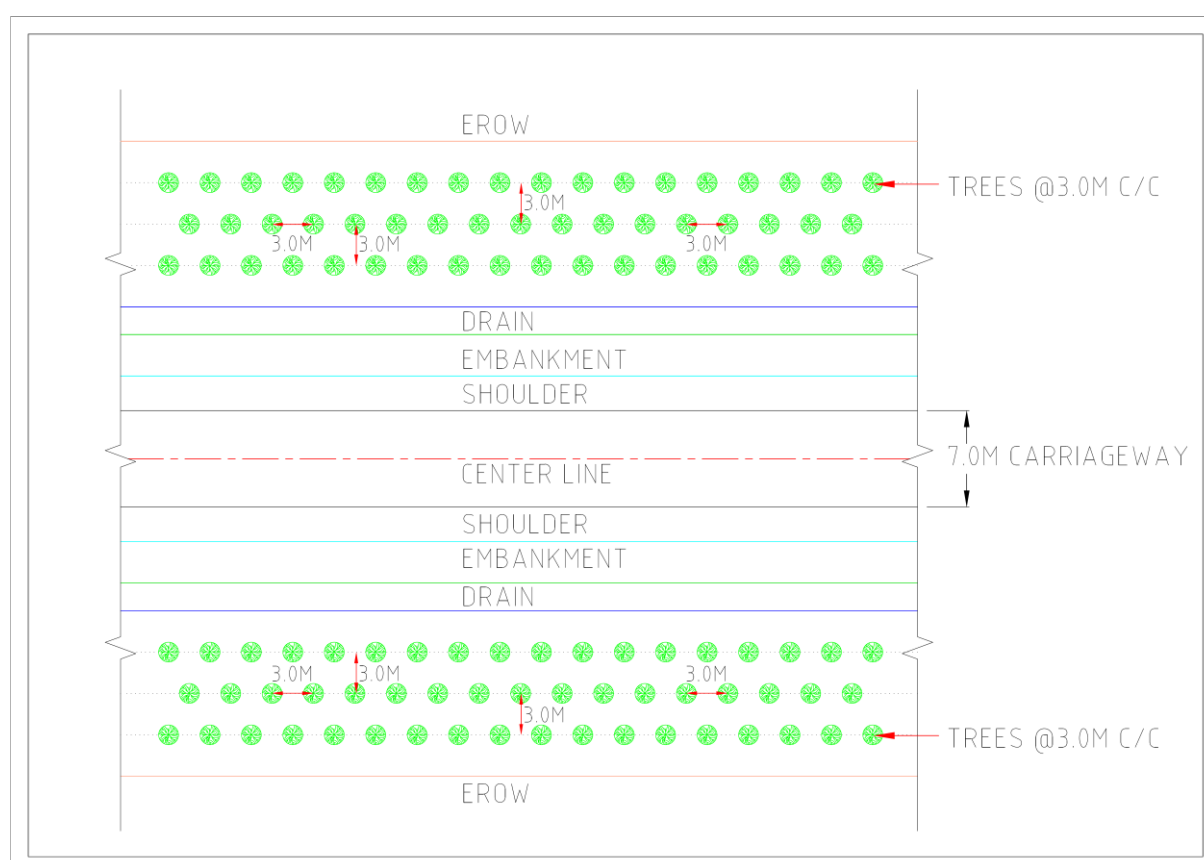 EROW
TREES @3.0M C/C
3.0M
3.0M
3.0M
3.0M
DRAIN
EMBANKMENT
SHOULDER
7.0M CARRIAGEWAY
CENTER LINE
SHOULDER
EMBANKMENT
DRAIN
3.0M
3.0M
3.0M
3.0M
TREES @3.0M C/C
EROW